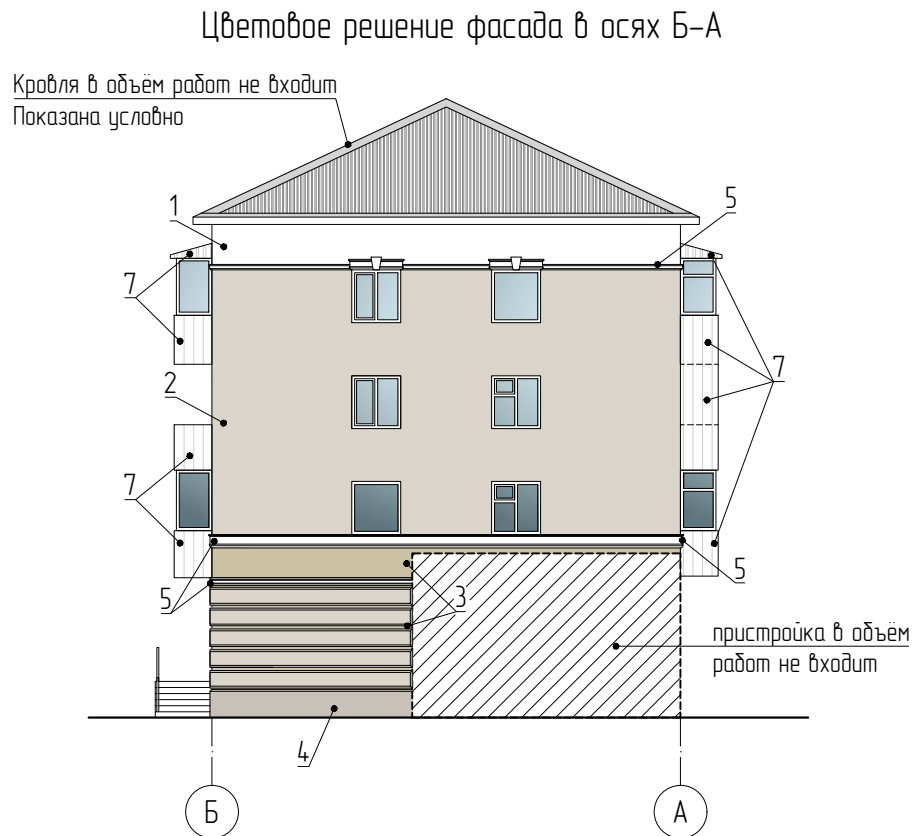 Цветовое решение фасада в осях Б-А
Кровля в объём работ не входит
Показана условно
1
5
7
7
2
7
5
5
3
пристройка в объём
работ не входит
4
Б
А